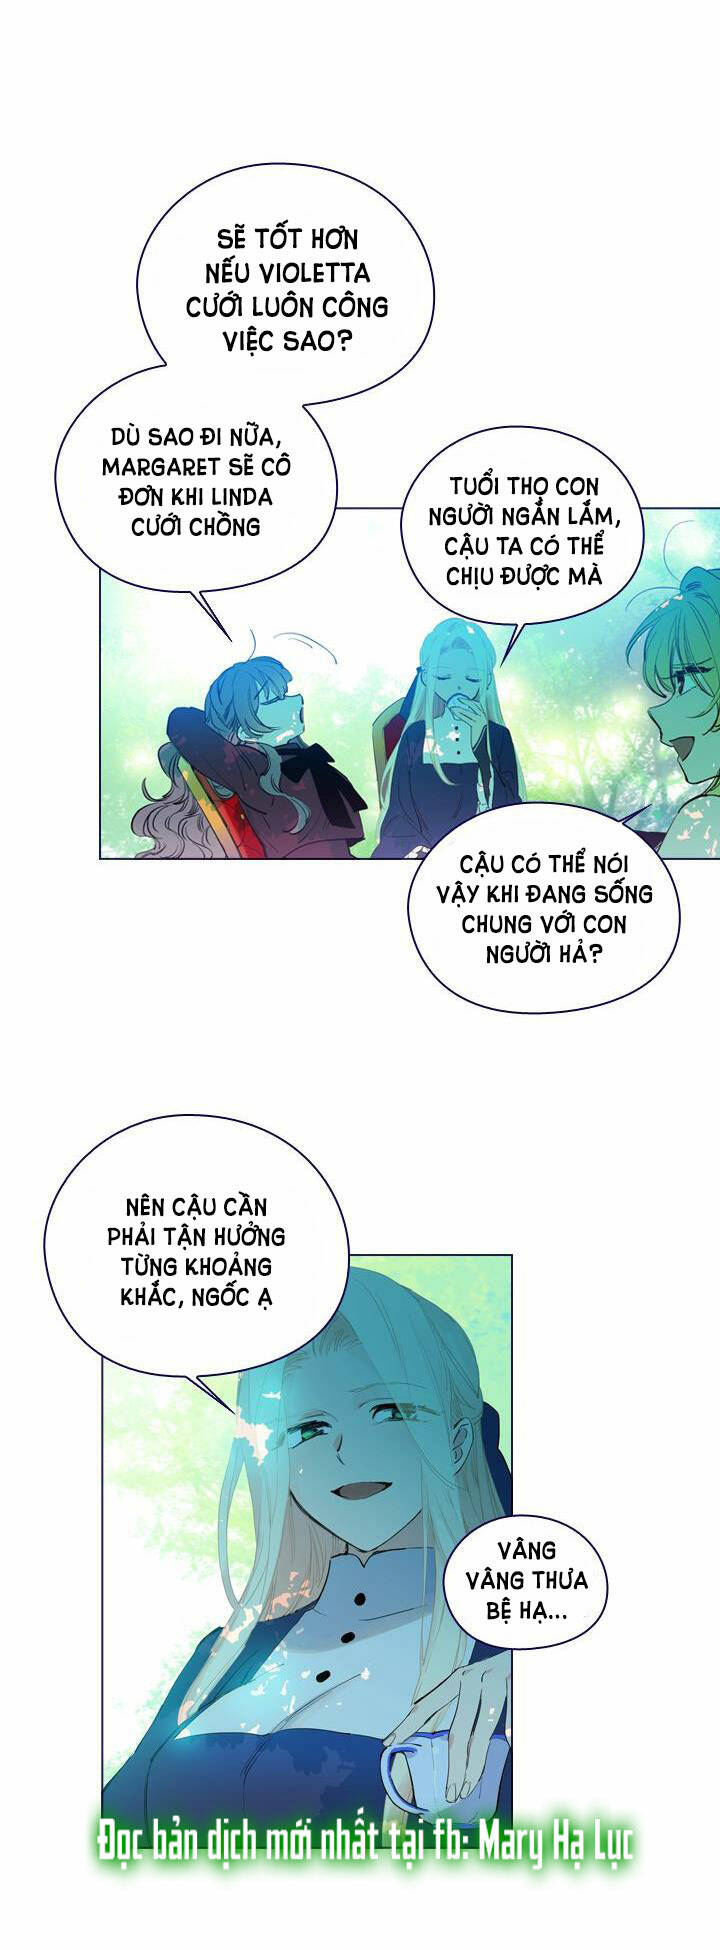 SẼ TỐT HƠN
NẾU VIOLETTA
CƯỚI LUÔN CÔNG
VIỆC SAO?
DÙ SAO ĐI NỮA,
MARGARET SẼ CÔ
ĐƠN KHI LINDA
CƯỚI CHỒNG
TUỔI THỌ CON
NGƯỜI NGẮN LẮM,
CẬU TA CÓ THỂ
CHỊU ĐƯỢC MÀ
CẬU CÓ THỂ NÓI
VẬY KHI ĐANG SỐNG
CHUNG VỚI CON
NGƯỜI HẢ?
NÊN CẬU CẦN
PHẢI TẬN HƯỞNG
TỪNG KHOẢNG
KHẮC, NGỐC Ạ
VÂNG
VÂNG THƯA
BỆ HẠ...
Đọc bản dịch mới nhất tại fb: Mary Hạ Lục